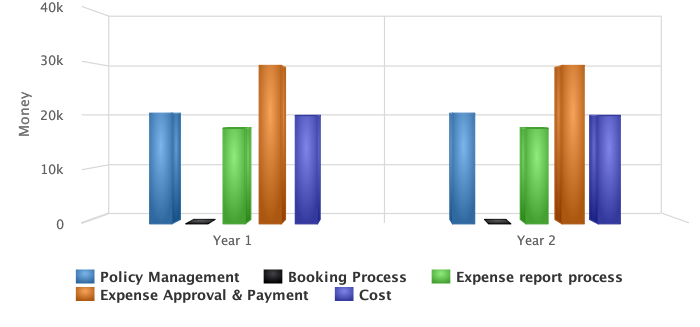 40k
30k
20k
10k
0
Money
Year 1
Year 2
Policy Management
Booking Process
Expense report process
Expense Approval & Payment
Cost